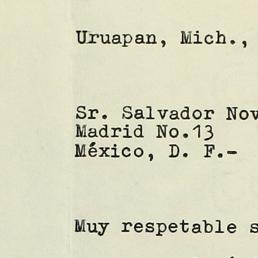 Uruapan, Mich.,
Sr. Salvador Nov
Madrid No.13
México, D. F.-
Muy respetable s